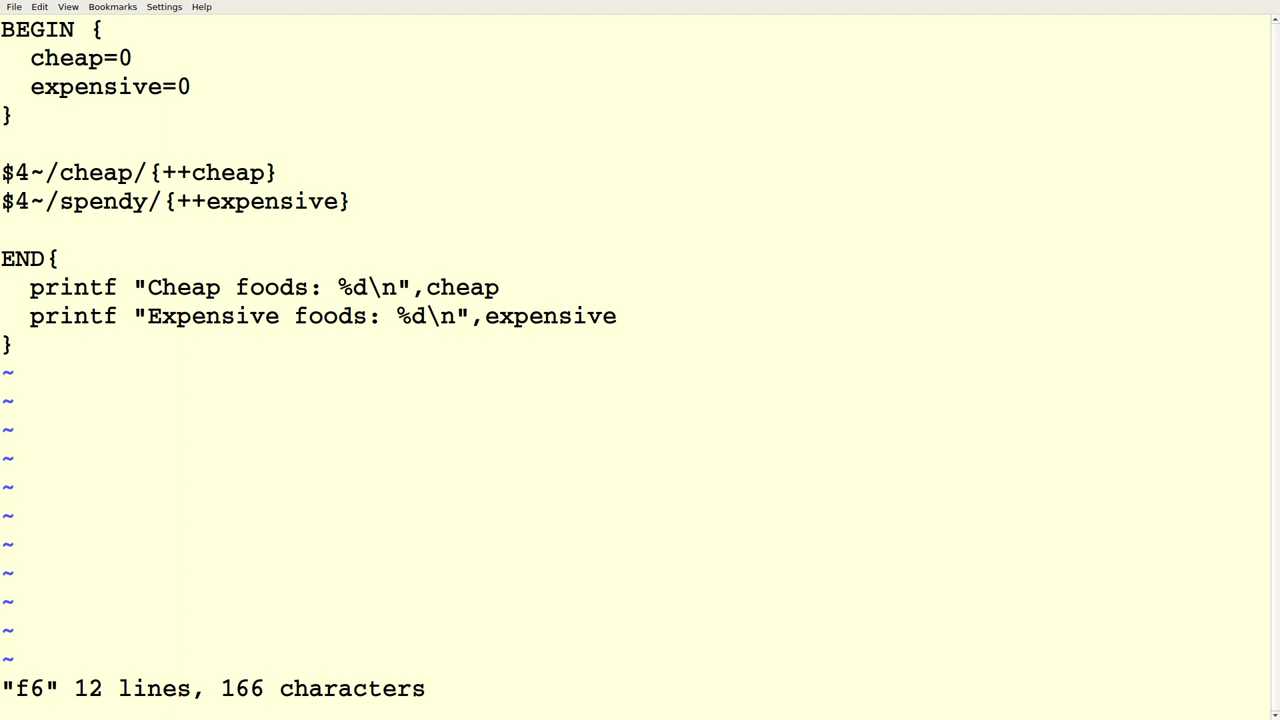 File Edit View Bookmarks Settings Help
BEGIN {
  cheap=0
  expensive=0
}

$4~/cheap/{++cheap}
$4~/spendy/{++expensive}

END{
  printf "Cheap foods: %d\n",cheap
  printf "Expensive foods: %d\n",expensive
}
~
~
~
~
~
~
~
~
~
~
~
"f6" 12 lines, 166 characters